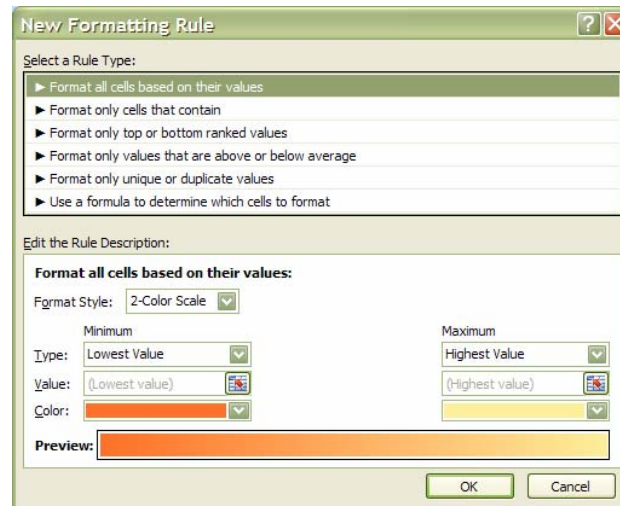 New Formatting Rule
Select a Rule Type:
► Format all cells based on their values
► Format only cells that contain
► Format only top or bottom ranked values
► Format only values that are above or below average
► Format only unique or duplicate values
► Use a formula to determine which cells to format
Edit the Rule Description:
Format all cells based on their values:
Format Style: 2-Color Scale
Minimum Maximum
Type: Lowest Value Highest Value
Value: (Lowest value) (Highest value)
Color:
Preview:
OK Cancel